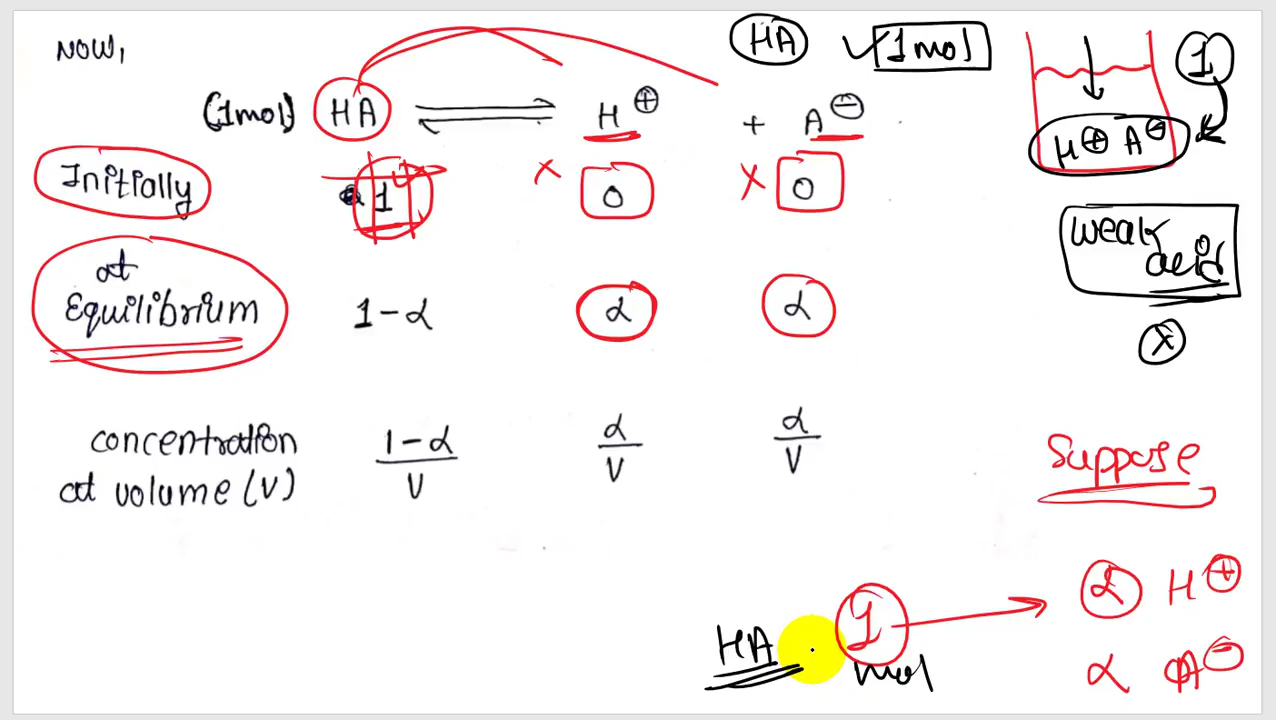 Now,
HA ✓ 1mol
1
(1mol) HA ⇌ H⊕ + A⊖
H⊕ A⊖
Initially 1 × 0 × 0
weak
acid
at
Equilibrium 1-α α α
X
concentration
at volume (V) 1-α/V α/V α/V
Suppose
HA 1 mol → α H⊕
α A⊖